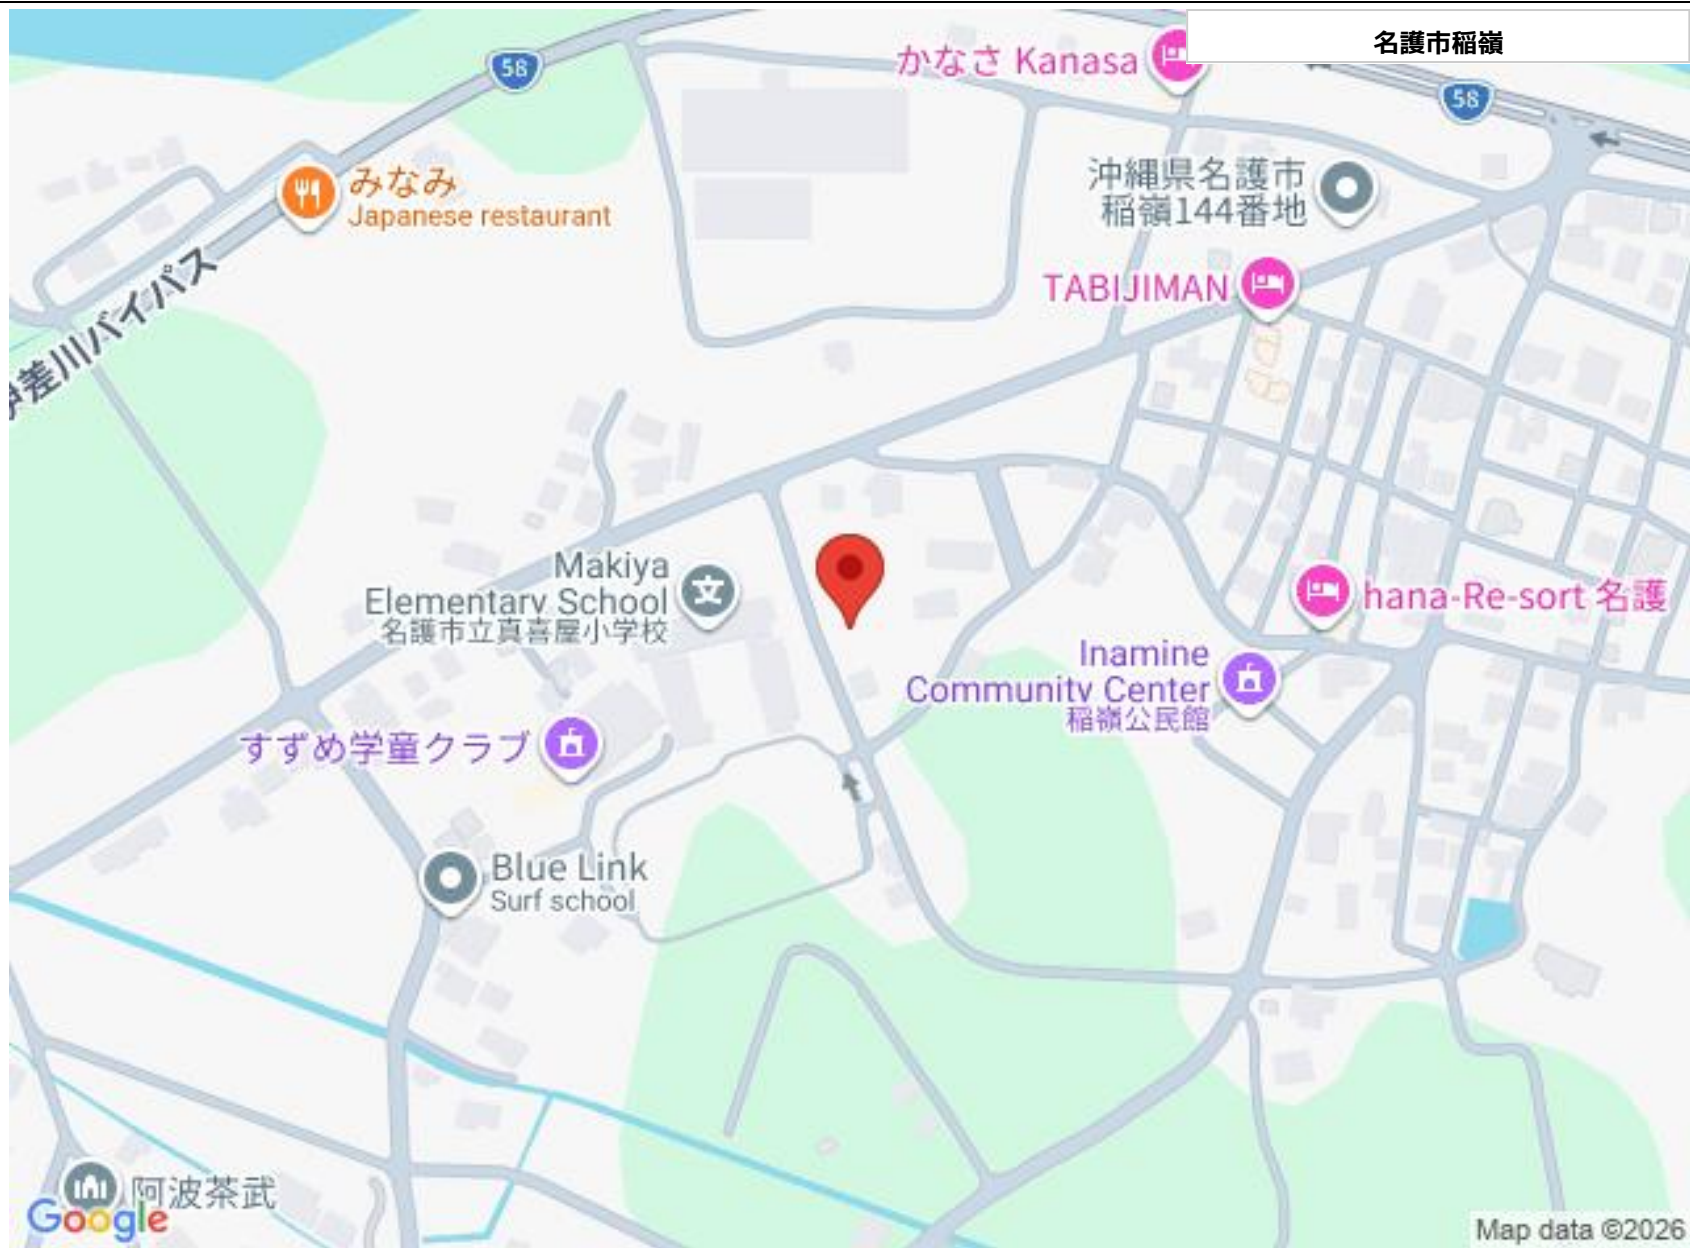 名護市稲嶺
かなさ Kanasa
58
58
みなみ
Japanese restaurant
沖縄県名護市
稲嶺144番地
TABIJIMAN
伊差川バイパス
Makiya
Elementary School
名護市立真喜屋小学校
文
hana-Re-sort 名護
Inamine
Community Center
稲嶺公民館
すずめ学童クラブ
Blue Link
Surf school
阿波茶武
Google
Map data ©2026